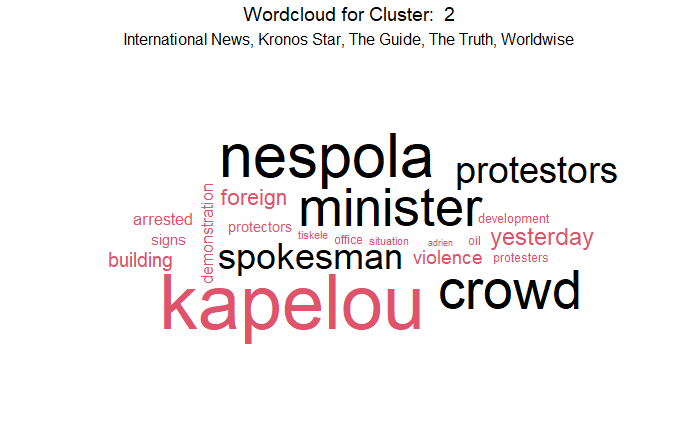 Wordcloud for Cluster: 2
International News, Kronos Star, The Guide, The Truth, Worldwise
nespola
protestors
foreign
minister
arrested
demonstration
protectors
development
signs
tiskele
office
situation
adrien
oil
yesterday
building
spokesman
violence
protesters
kapelou
crowd